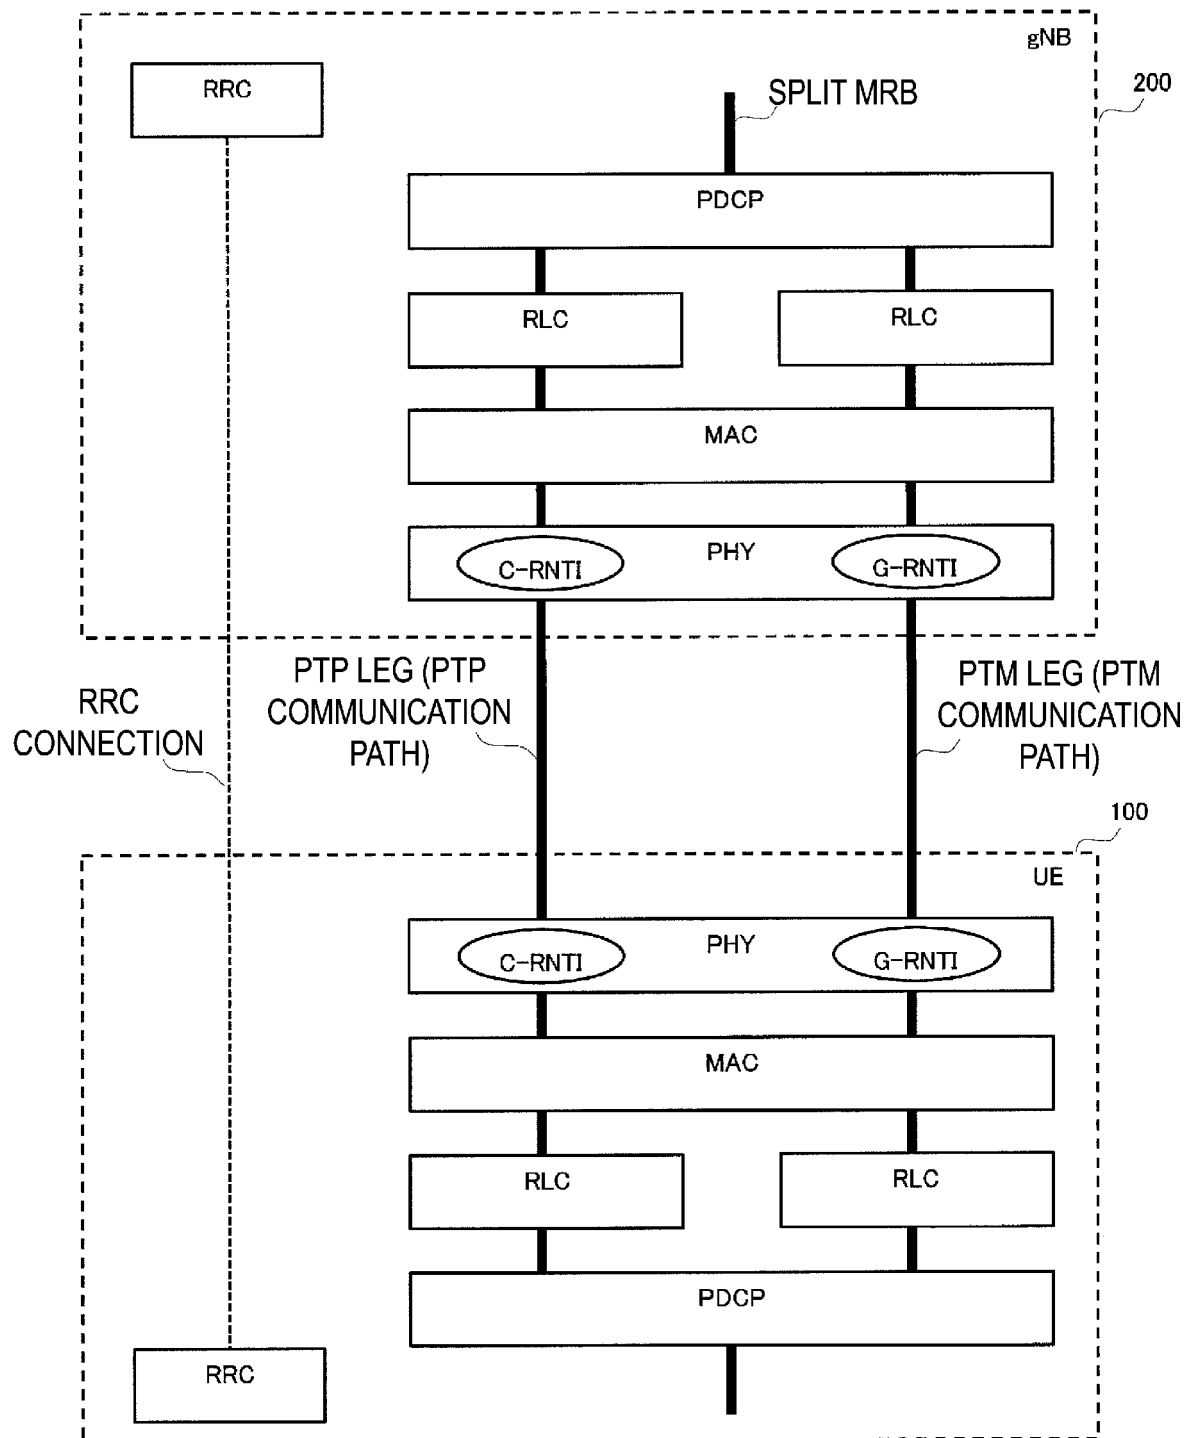 gNB
200
RRC
SPLIT MRB
PDCP
RLC
RLC
MAC
PHY
C-RNTI
G-RNTI
RRC
CONNECTION
PTP LEG (PTP
COMMUNICATION
PATH)
PTM LEG (PTM
COMMUNICATION
PATH)
100
UE
PHY
C-RNTI
G-RNTI
MAC
RLC
RLC
PDCP
RRC